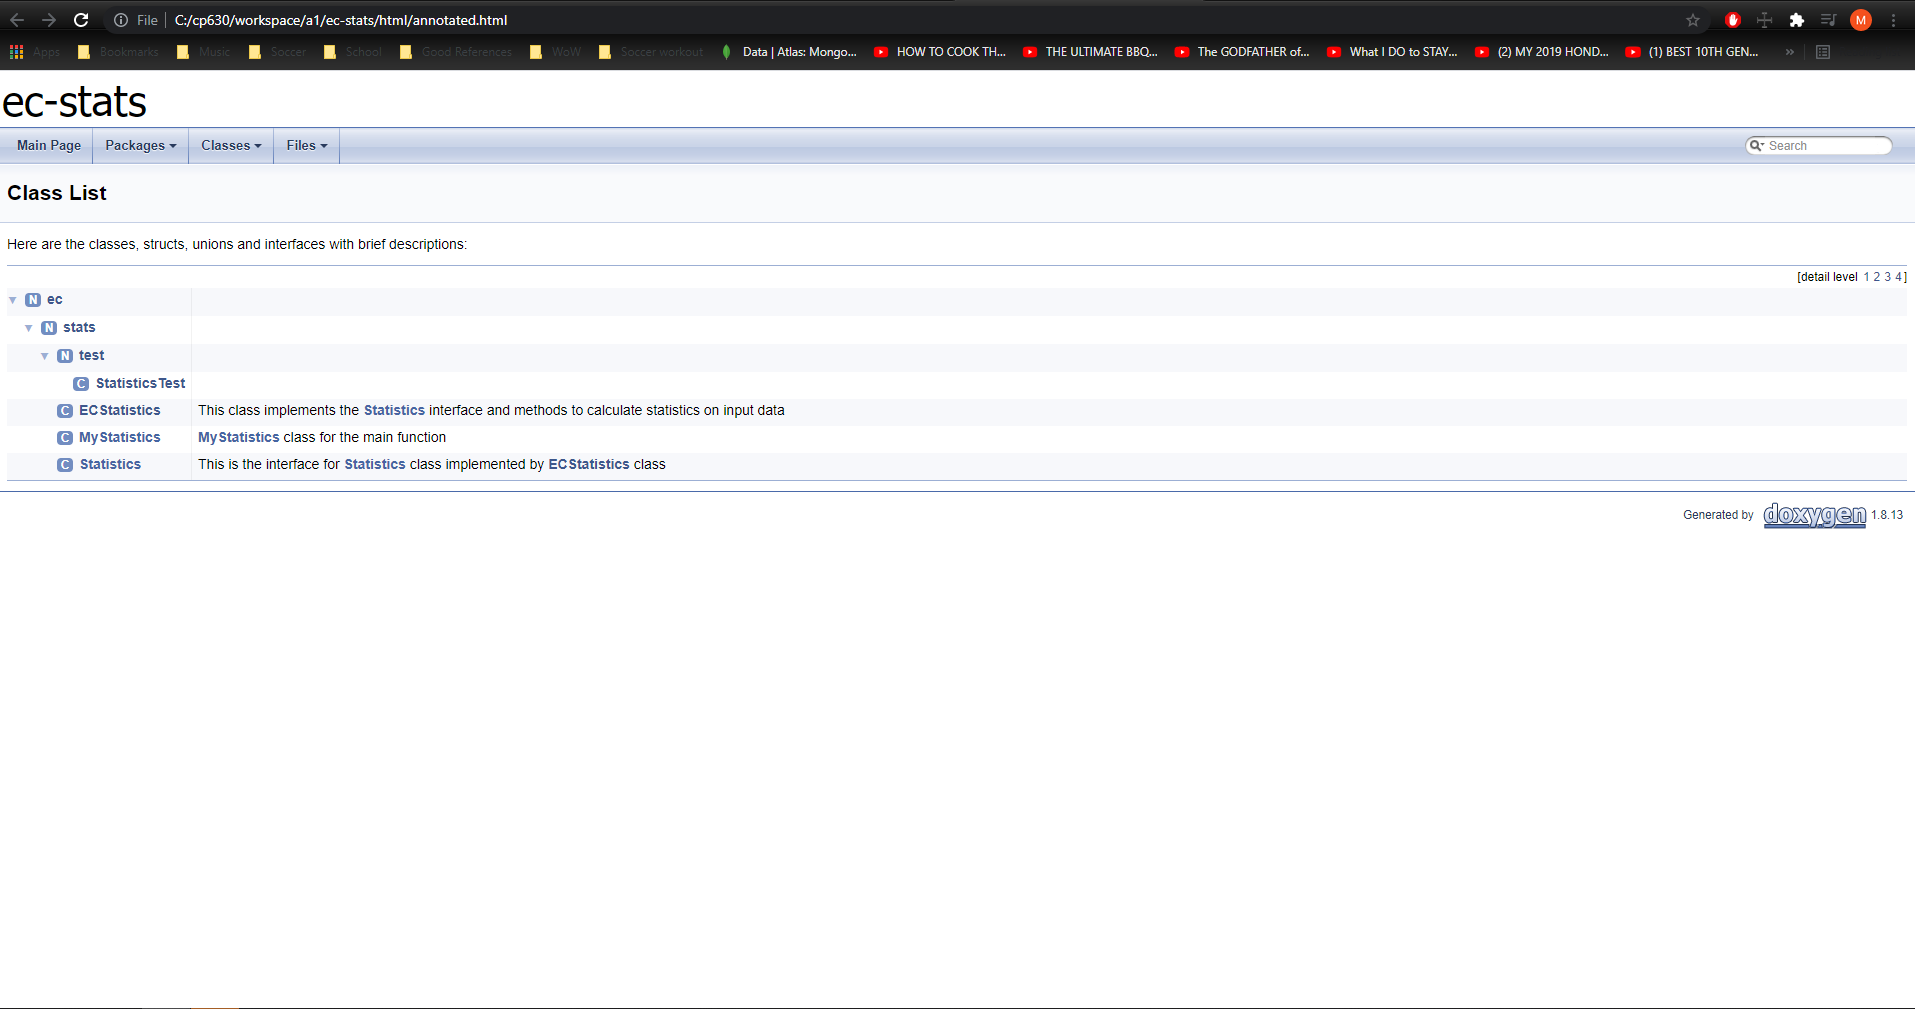 File C:/cp630/workspace/a1/ec-stats/html/annotated.html M
Apps Bookmarks Music Soccer School Good References WoW Soccer workout Data | Atlas: Mongo... HOW TO COOK TH... THE ULTIMATE BBQ... The GODFATHER of... What I DO to STAY... (2) MY 2019 HOND... (1) BEST 10TH GEN... »
ec-stats
Main Page Packages Classes Files Search
Class List
Here are the classes, structs, unions and interfaces with brief descriptions:
[detail level 1 2 3 4]
N ec
N stats
N test
C StatisticsTest
C ECStatistics This class implements the Statistics interface and methods to calculate statistics on input data
C MyStatistics MyStatistics class for the main function
C Statistics This is the interface for Statistics class implemented by ECStatistics class
Generated by doxygen 1.8.13